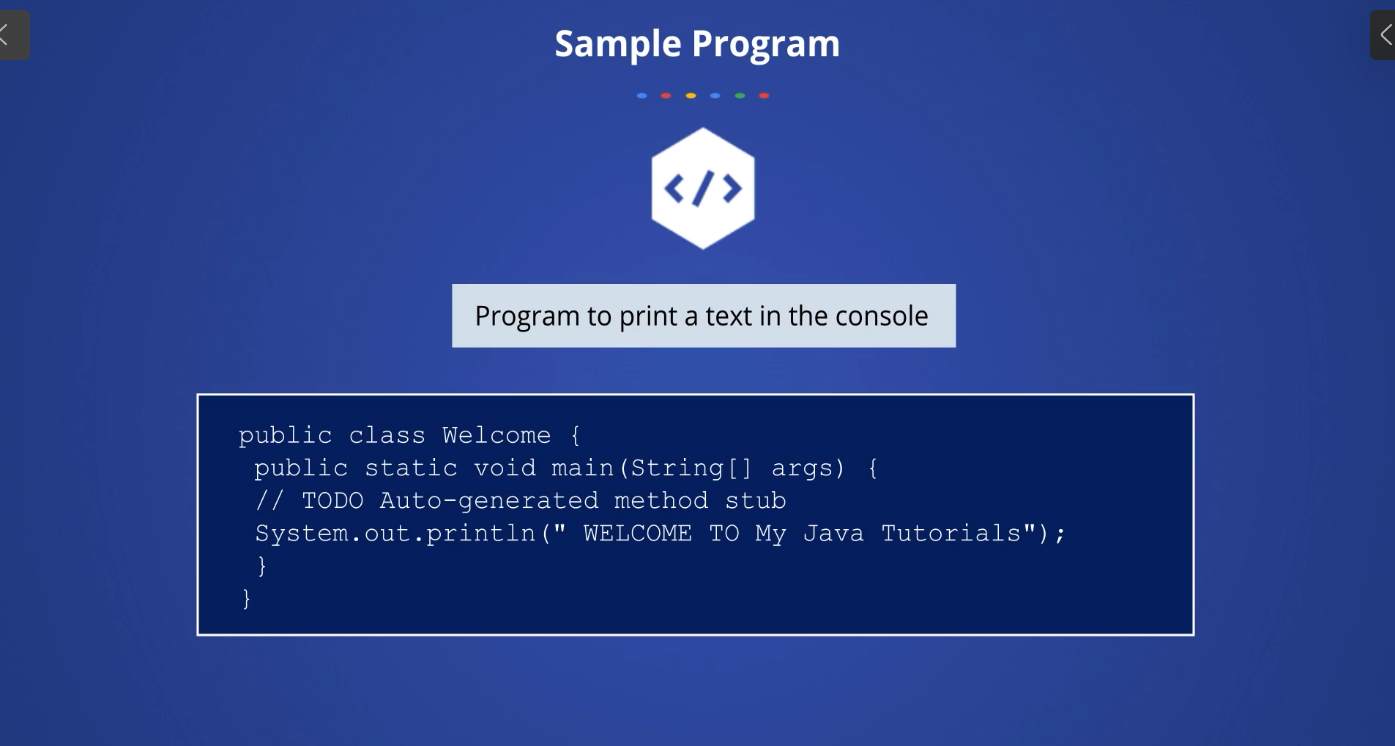 Sample Program
</>
Program to print a text in the console
public class Welcome {
public static void main(String[] args) {
// TODO Auto-generated method stub
System.out.println(" WELCOME TO My Java Tutorials");
}
}